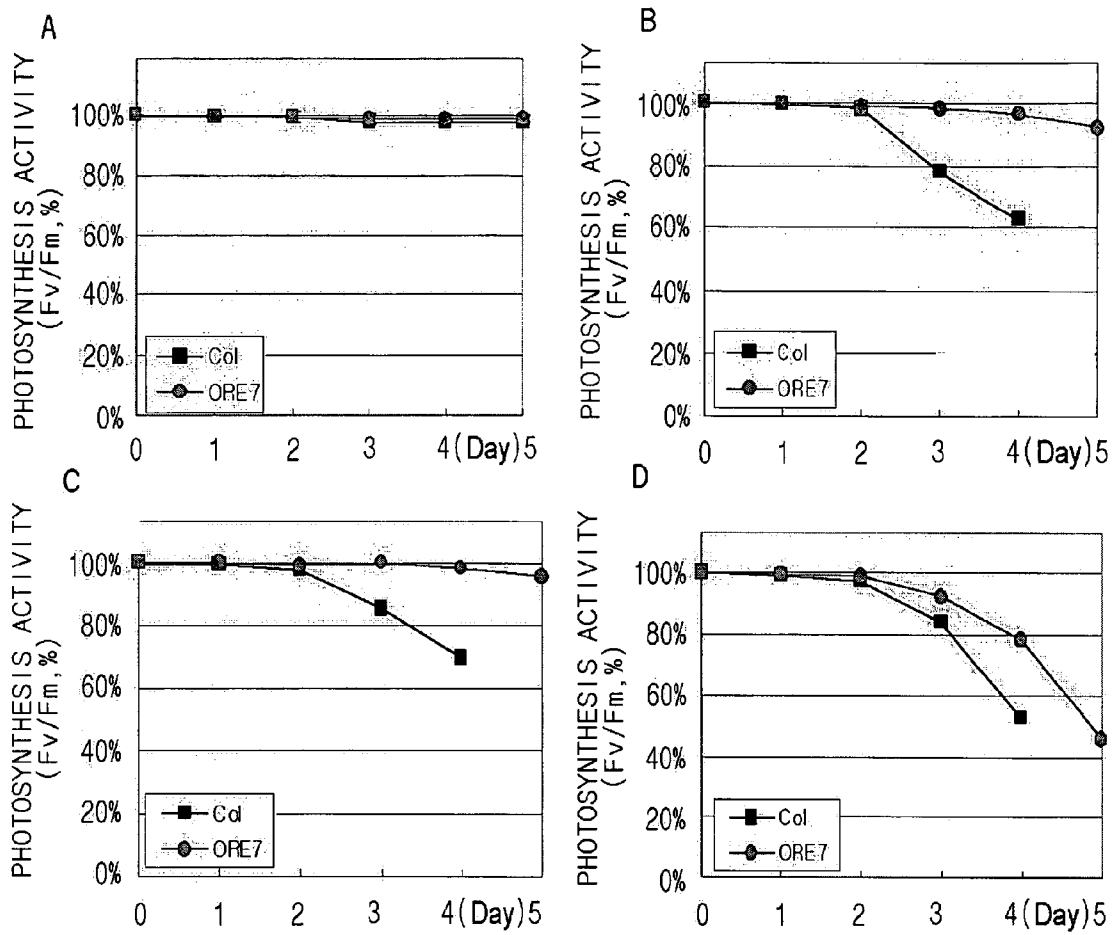 A
PHOTOSYNTHESIS ACTIVITY
(Fv/Fm,%)
100%
80%
60%
40%
20%
0%
Col
ORE7
0 1 2 3 4(Day)5
B
PHOTOSYNTHESIS ACTIVITY
(Fv/Fm,%)
100%
80%
60%
40%
20%
0%
Col
ORE7
0 1 2 3 4(Day)5
C
PHOTOSYNTHESIS ACTIVITY
(Fv/Fm,%)
100%
80%
60%
40%
20%
0%
Col
ORE7
0 1 2 3 4(Day)5
D
PHOTOSYNTHESIS ACTIVITY
(Fv/Fm,%)
100%
80%
60%
40%
20%
0%
Col
ORE7
0 1 2 3 4(Day)5